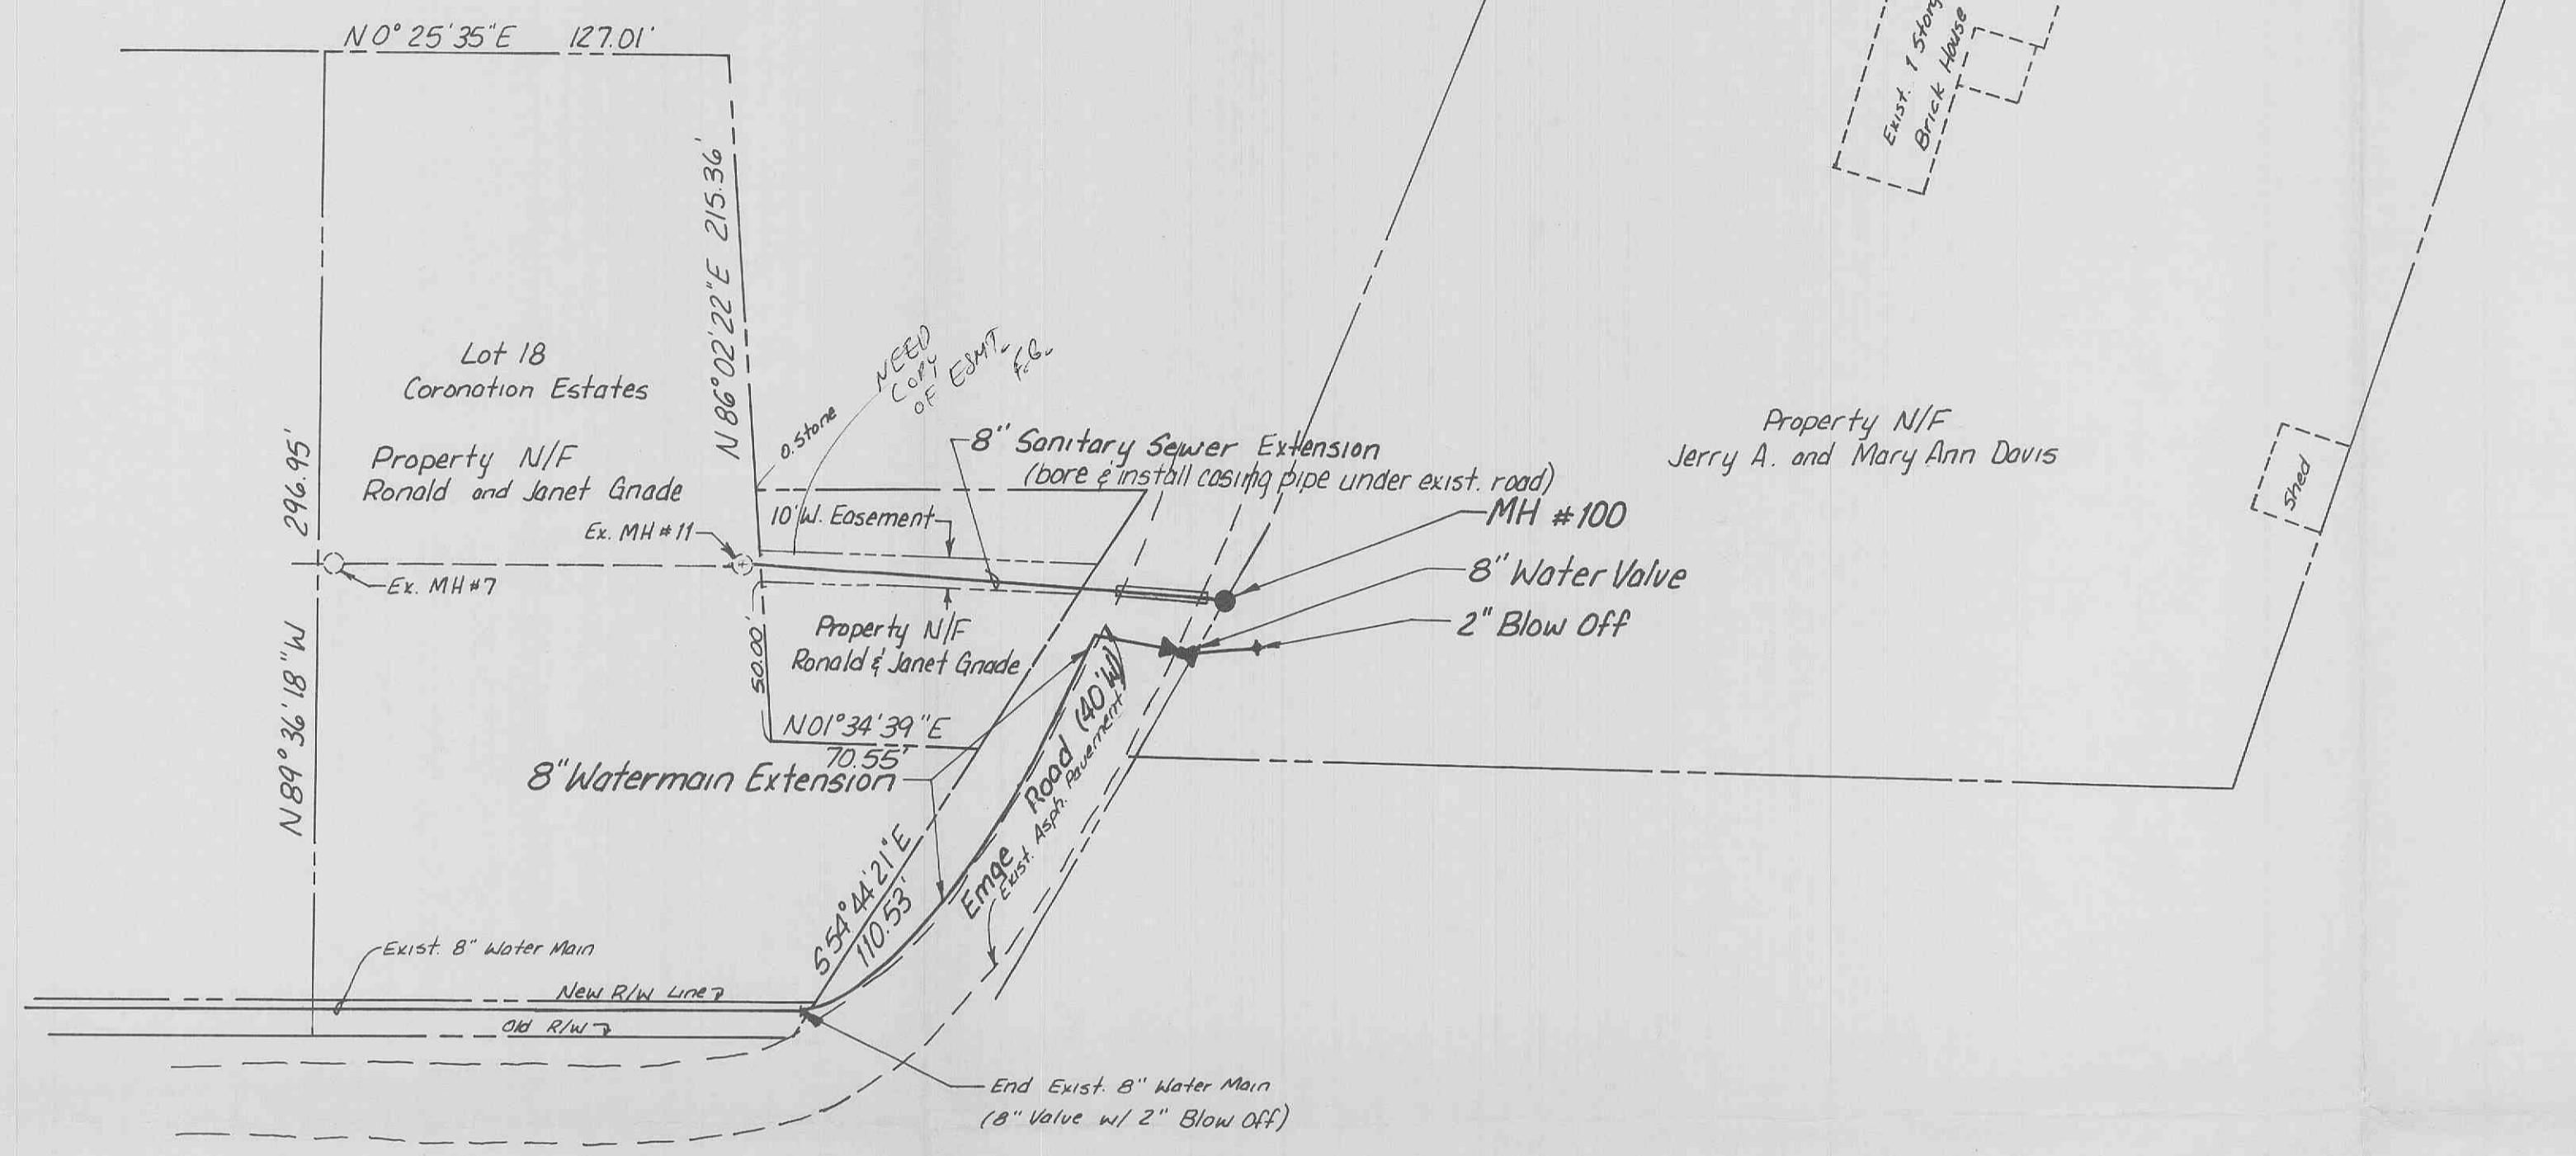 N 0° 25' 35" E 127.01'
Exist. 1 Story
Brick House
N 86° 02' 22" E 215.36'
Lot 18
Coronation Estates
Property N/F
Ronald and Janet Gnade
296.95'
N 89° 36' 18" W
NEED
COPY
OF ESMT.
F.B.
O. Stone
8" Sanitary Sewer Extension
(bore & install casing pipe under exist. road)
10' W. Easement
Ex. MH #11
Ex. MH #7
MH #100
8" Water Valve
2" Blow Off
Property N/F
Jerry A. and Mary Ann Davis
Shed
Property N/F
Ronald & Janet Gnade
50.00'
N 01° 34' 39" E
70.55'
8" Watermain Extension
Emge Road (40' W)
Exist. Asph. Pavement
S 54° 44' 21" E
110.53'
Exist. 8" Water Main
New R/W Line
Old R/W
End Exist. 8" Water Main
(8" Valve w/ 2" Blow Off)